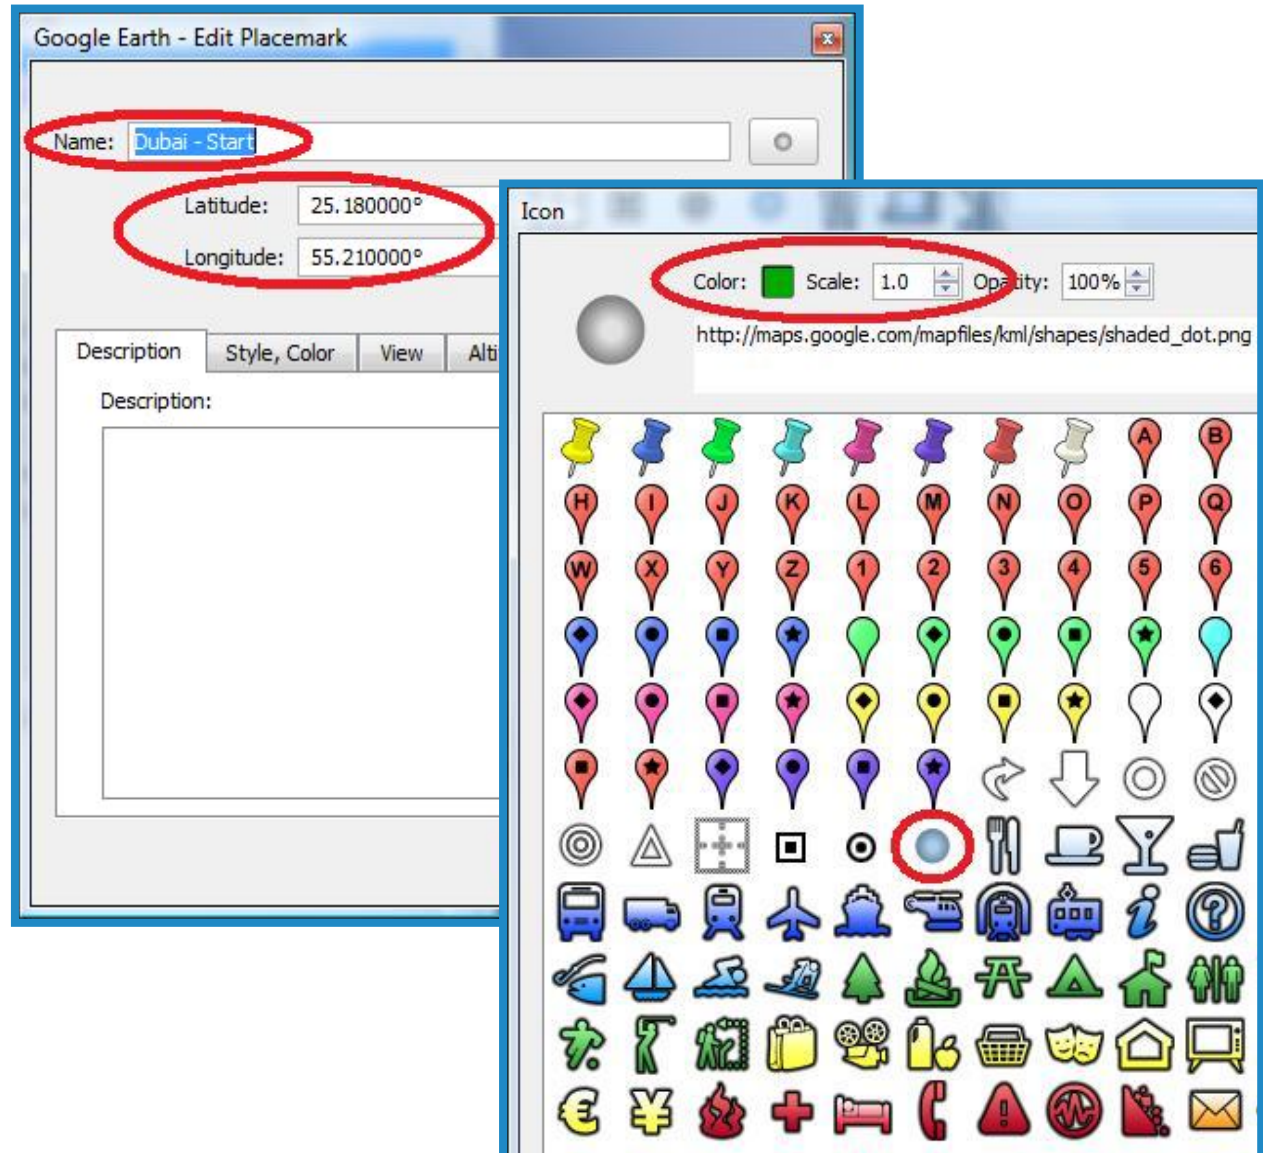 Google Earth - Edit Placemark
Name: Dubai - Start
Latitude: 25.180000°
Longitude: 55.210000°
Description Style, Color View Alti
Description:
Icon
Color: Scale: 1.0 Opacity: 100%
http://maps.google.com/mapfiles/kml/shapes/shaded_dot.png
A B
H I J K L M N O P Q
W X Y Z 1 2 3 4 5 6
i ?
€ ¥ !